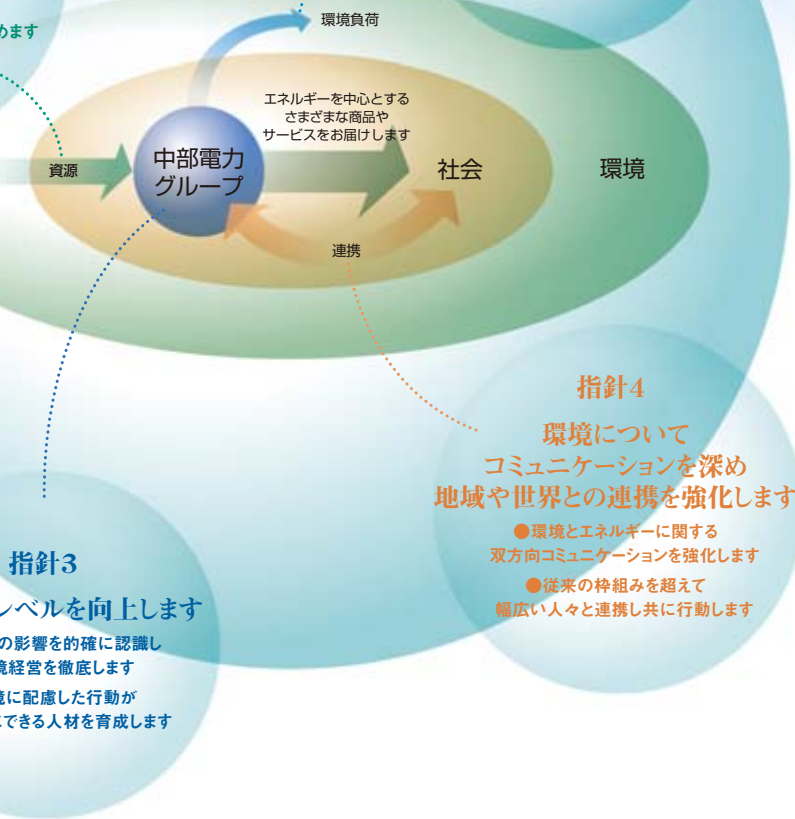 めます
環境負荷
エネルギーを中心とする
さまざまな商品や
サービスをお届けします
資源
中部電力
グループ
社会
環境
連携
指針4
環境について
コミュニケーションを深め
地域や世界との連携を強化します
●環境とエネルギーに関する
双方向コミュニケーションを強化します
●従来の枠組みを超えて
幅広い人々と連携し共に行動します
指針3
レベルを向上します
の影響を的確に認識し
境経営を徹底します
境に配慮した行動が
できる人材を育成します